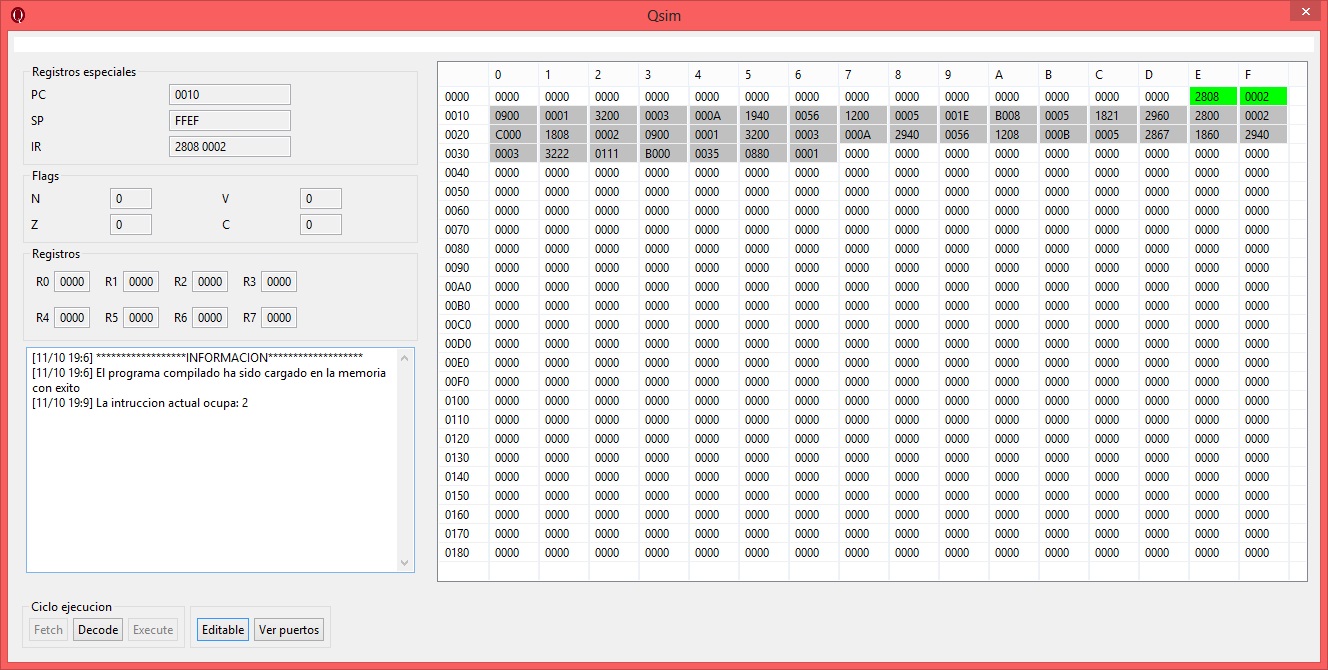 Qsim
Registros especiales
PC 0010
SP FFEF
IR 2808 0002
Flags
N 0 V 0
Z 0 C 0
Registros
R0 0000 R1 0000 R2 0000 R3 0000
R4 0000 R5 0000 R6 0000 R7 0000
[11/10 19:6] ******************INFORMACION*******************
[11/10 19:6] El programa compilado ha sido cargado en la memoria
con exito
[11/10 19:9] La intruccion actual ocupa: 2
Ciclo ejecucion
Fetch Decode Execute Editable Ver puertos
0 1 2 3 4 5 6 7 8 9 A B C D E F
0000 0000 0000 0000 0000 0000 0000 0000 0000 0000 0000 0000 0000 0000 0000 2808 0002
0010 0900 0001 3200 0003 000A 1940 0056 1200 0005 001E B008 0005 1821 2960 2800 0002
0020 C000 1808 0002 0900 0001 3200 0003 000A 2940 0056 1208 000B 0005 2867 1860 2940
0030 0003 3222 0111 B000 0035 0880 0001 0000 0000 0000 0000 0000 0000 0000 0000 0000
0040 0000 0000 0000 0000 0000 0000 0000 0000 0000 0000 0000 0000 0000 0000 0000 0000
0050 0000 0000 0000 0000 0000 0000 0000 0000 0000 0000 0000 0000 0000 0000 0000 0000
0060 0000 0000 0000 0000 0000 0000 0000 0000 0000 0000 0000 0000 0000 0000 0000 0000
0070 0000 0000 0000 0000 0000 0000 0000 0000 0000 0000 0000 0000 0000 0000 0000 0000
0080 0000 0000 0000 0000 0000 0000 0000 0000 0000 0000 0000 0000 0000 0000 0000 0000
0090 0000 0000 0000 0000 0000 0000 0000 0000 0000 0000 0000 0000 0000 0000 0000 0000
00A0 0000 0000 0000 0000 0000 0000 0000 0000 0000 0000 0000 0000 0000 0000 0000 0000
00B0 0000 0000 0000 0000 0000 0000 0000 0000 0000 0000 0000 0000 0000 0000 0000 0000
00C0 0000 0000 0000 0000 0000 0000 0000 0000 0000 0000 0000 0000 0000 0000 0000 0000
00D0 0000 0000 0000 0000 0000 0000 0000 0000 0000 0000 0000 0000 0000 0000 0000 0000
00E0 0000 0000 0000 0000 0000 0000 0000 0000 0000 0000 0000 0000 0000 0000 0000 0000
00F0 0000 0000 0000 0000 0000 0000 0000 0000 0000 0000 0000 0000 0000 0000 0000 0000
0100 0000 0000 0000 0000 0000 0000 0000 0000 0000 0000 0000 0000 0000 0000 0000 0000
0110 0000 0000 0000 0000 0000 0000 0000 0000 0000 0000 0000 0000 0000 0000 0000 0000
0120 0000 0000 0000 0000 0000 0000 0000 0000 0000 0000 0000 0000 0000 0000 0000 0000
0130 0000 0000 0000 0000 0000 0000 0000 0000 0000 0000 0000 0000 0000 0000 0000 0000
0140 0000 0000 0000 0000 0000 0000 0000 0000 0000 0000 0000 0000 0000 0000 0000 0000
0150 0000 0000 0000 0000 0000 0000 0000 0000 0000 0000 0000 0000 0000 0000 0000 0000
0160 0000 0000 0000 0000 0000 0000 0000 0000 0000 0000 0000 0000 0000 0000 0000 0000
0170 0000 0000 0000 0000 0000 0000 0000 0000 0000 0000 0000 0000 0000 0000 0000 0000
0180 0000 0000 0000 0000 0000 0000 0000 0000 0000 0000 0000 0000 0000 0000 0000 0000